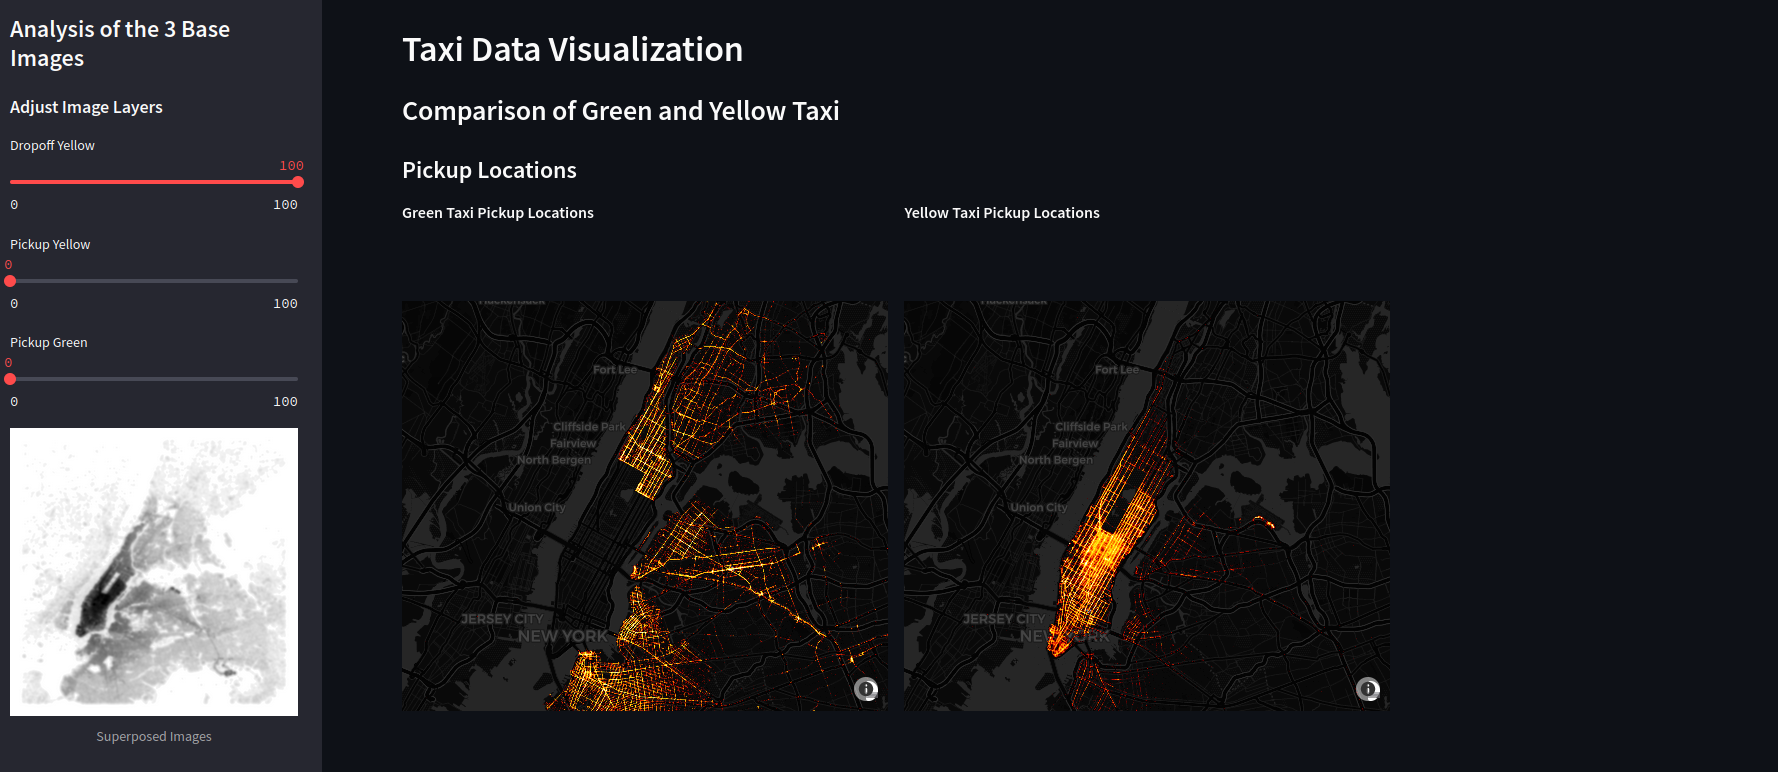 Analysis of the 3 Base
Images
Adjust Image Layers
Dropoff Yellow
100
0 100
Pickup Yellow
0
0 100
Pickup Green
0
0 100
Superposed Images
Taxi Data Visualization
Comparison of Green and Yellow Taxi
Pickup Locations
Green Taxi Pickup Locations
Fort Lee
Cliffside Park
Fairview
North Bergen
Union City
JERSEY CITY
NEW YORK
Yellow Taxi Pickup Locations
Fort Lee
Cliffside Park
Fairview
North Bergen
Union City
JERSEY CITY
NEW YORK